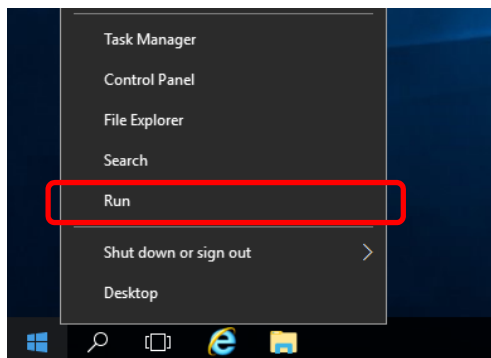 Task Manager
Control Panel
File Explorer
Search
Run
Shut down or sign out
Desktop